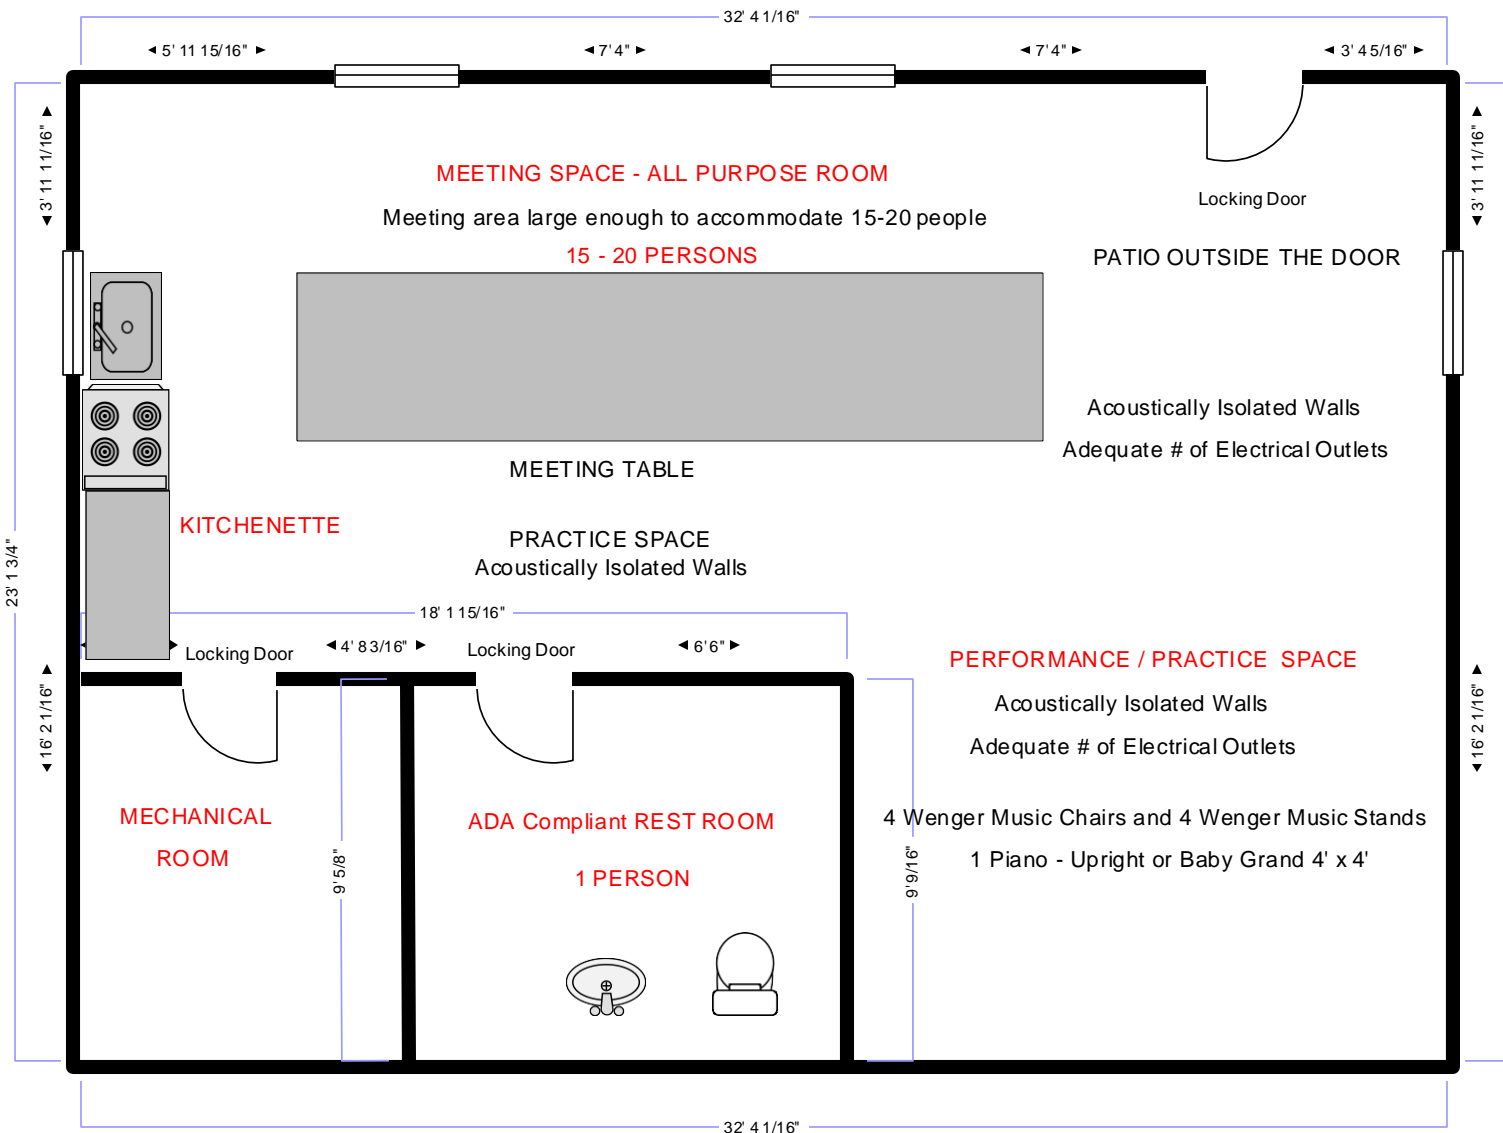 32' 4 1/16"
5' 11 15/16"
7' 4"
7' 4"
3' 4 5/16"
3' 11 11/16"
3' 11 11/16"
MEETING SPACE - ALL PURPOSE ROOM
Meeting area large enough to accommodate 15-20 people
15 - 20 PERSONS
Locking Door
PATIO OUTSIDE THE DOOR
Acoustically Isolated Walls
Adequate # of Electrical Outlets
MEETING TABLE
KITCHENETTE
PRACTICE SPACE
Acoustically Isolated Walls
23' 1 3/4"
18' 1 15/16"
Locking Door
4' 8 3/16"
Locking Door
6' 6"
16' 2 1/16"
16' 2 1/16"
PERFORMANCE / PRACTICE SPACE
Acoustically Isolated Walls
Adequate # of Electrical Outlets
MECHANICAL
ROOM
9' 5/8"
ADA Compliant REST ROOM
1 PERSON
9' 9/16"
4 Wenger Music Chairs and 4 Wenger Music Stands
1 Piano - Upright or Baby Grand 4' x 4'
32' 4 1/16"